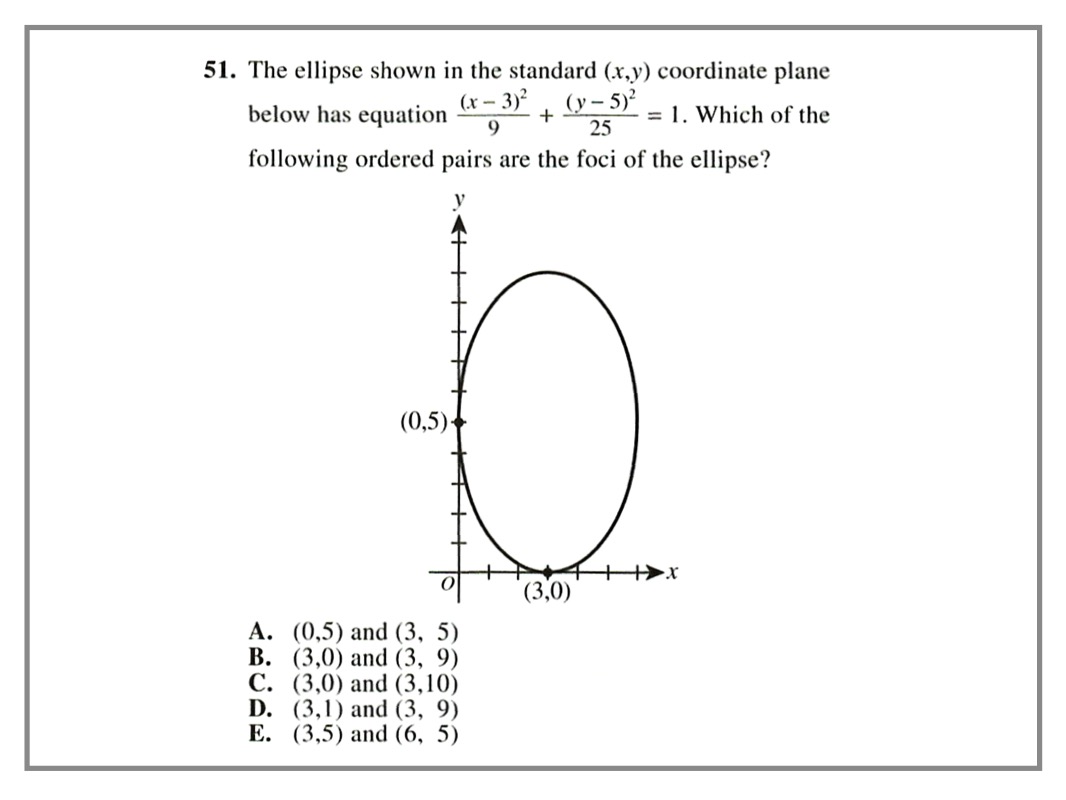 51. The ellipse shown in the standard (x,y) coordinate plane
below has equation \frac{(x – 3)²}{9} + \frac{(y – 5)²}{25} = 1. Which of the
following ordered pairs are the foci of the ellipse?
y
(0,5)
O
x
(3,0)
A. (0,5) and (3, 5)
B. (3,0) and (3, 9)
C. (3,0) and (3,10)
D. (3,1) and (3, 9)
E. (3,5) and (6, 5)